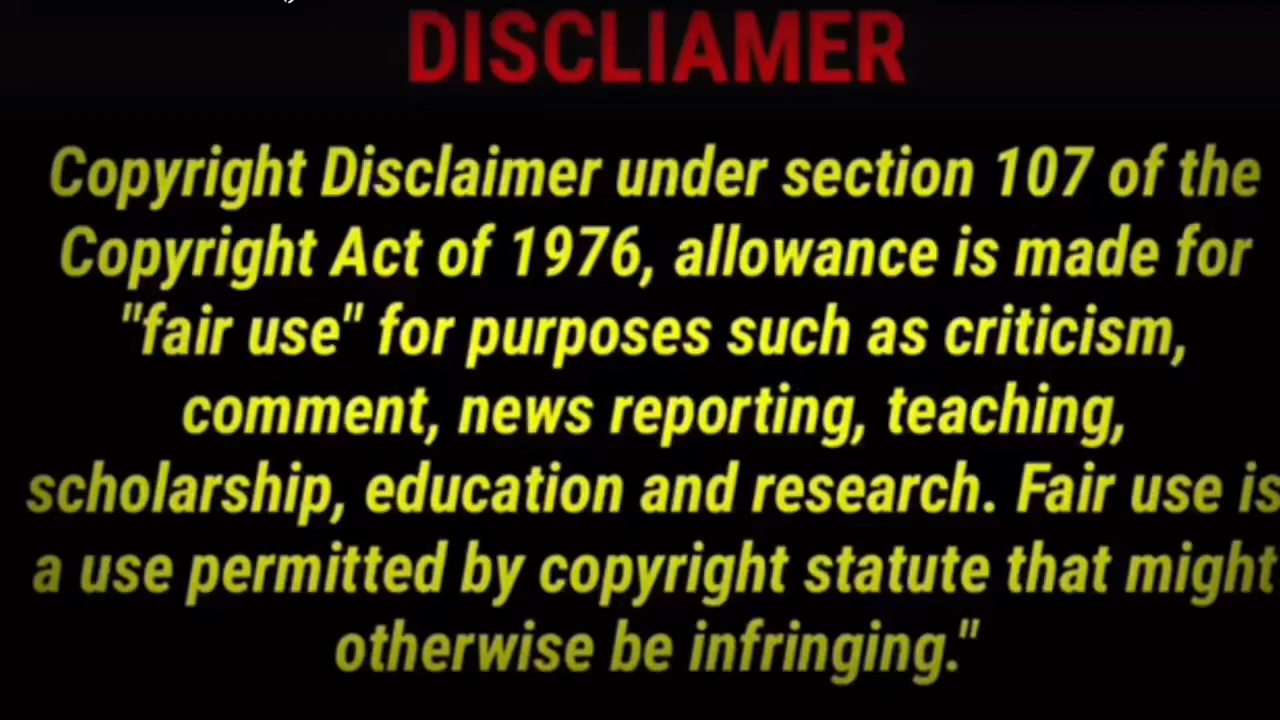 DISCLIAMER
Copyright Disclaimer under section 107 of the
Copyright Act of 1976, allowance is made for
"fair use" for purposes such as criticism,
comment, news reporting, teaching,
scholarship, education and research. Fair use is
a use permitted by copyright statute that might
otherwise be infringing."